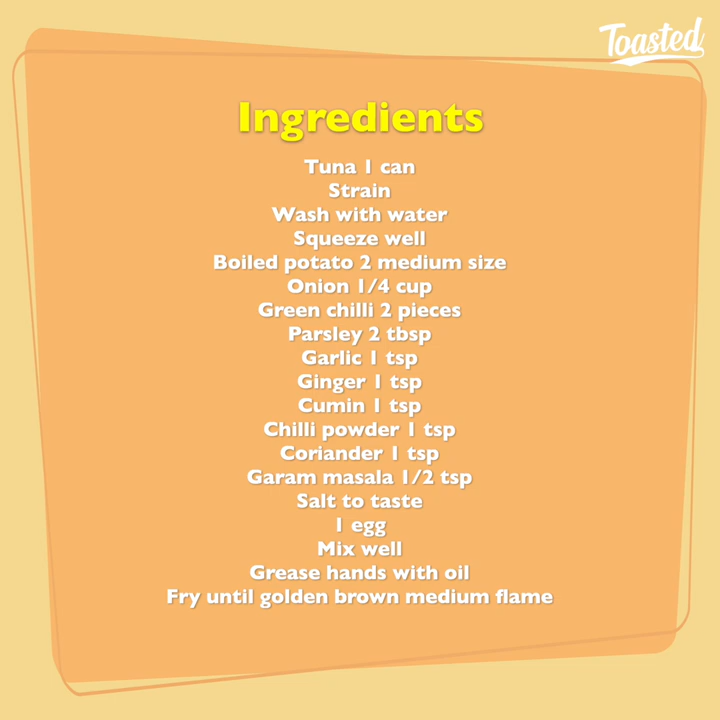 Toasted
Ingredients
Tuna 1 can
Strain
Wash with water
Squeeze well
Boiled potato 2 medium size
Onion 1/4 cup
Green chilli 2 pieces
Parsley 2 tbsp
Garlic 1 tsp
Ginger 1 tsp
Cumin 1 tsp
Chilli powder 1 tsp
Coriander 1 tsp
Garam masala 1/2 tsp
Salt to taste
1 egg
Mix well
Grease hands with oil
Fry until golden brown medium flame